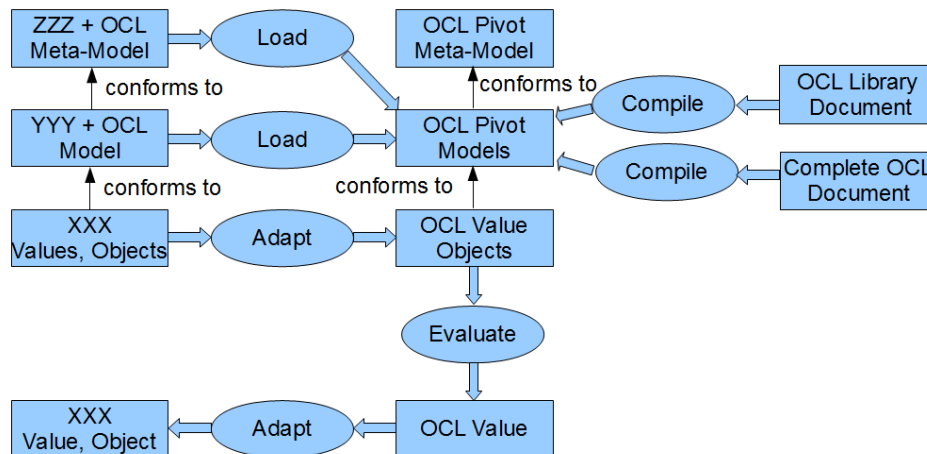 ZZZ + OCL
Meta-Model
Load
OCL Pivot
Meta-Model
conforms to
conforms to
Compile
OCL Library
Document
YYY + OCL
Model
Load
OCL Pivot
Models
conforms to
conforms to
Compile
Complete OCL
Document
XXX
Values, Objects
Adapt
OCL Value
Objects
Evaluate
XXX
Value, Object
Adapt
OCL Value